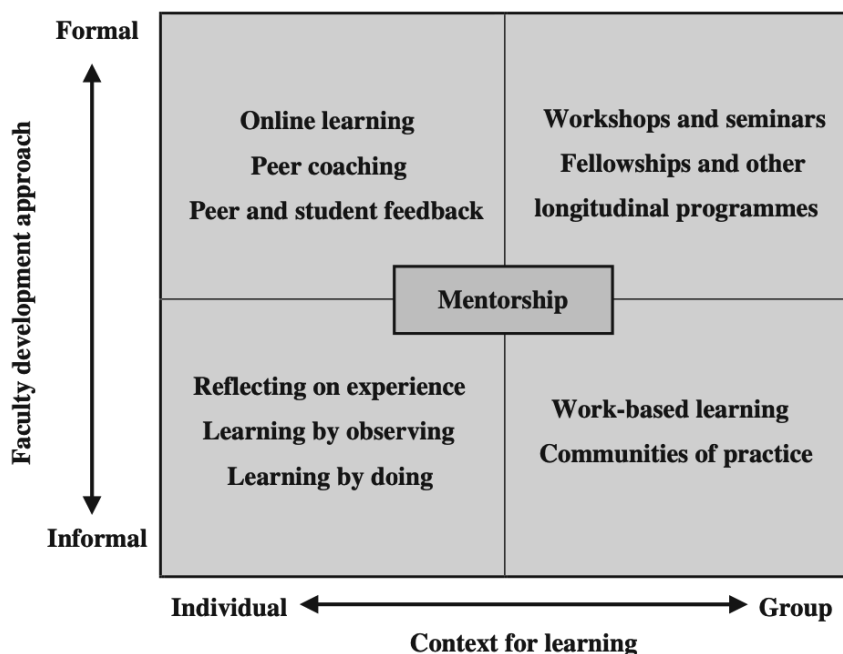 Formal
Faculty development approach
Informal
Online learning
Peer coaching
Peer and student feedback
Workshops and seminars
Fellowships and other
longitudinal programmes
Mentorship
Reflecting on experience
Learning by observing
Learning by doing
Work-based learning
Communities of practice
Individual
Group
Context for learning